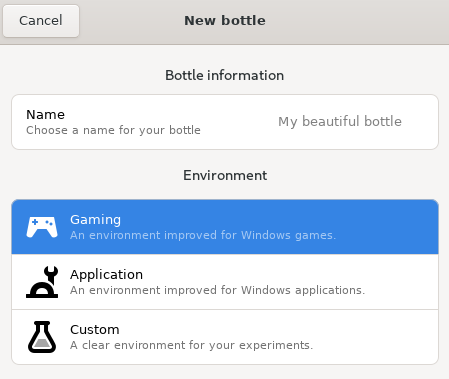 Cancel
New bottle
Bottle information
Name
Choose a name for your bottle
My beautiful bottle
Environment
Gaming
An environment improved for Windows games.
Application
An environment improved for Windows applications.
Custom
A clear environment for your experiments.